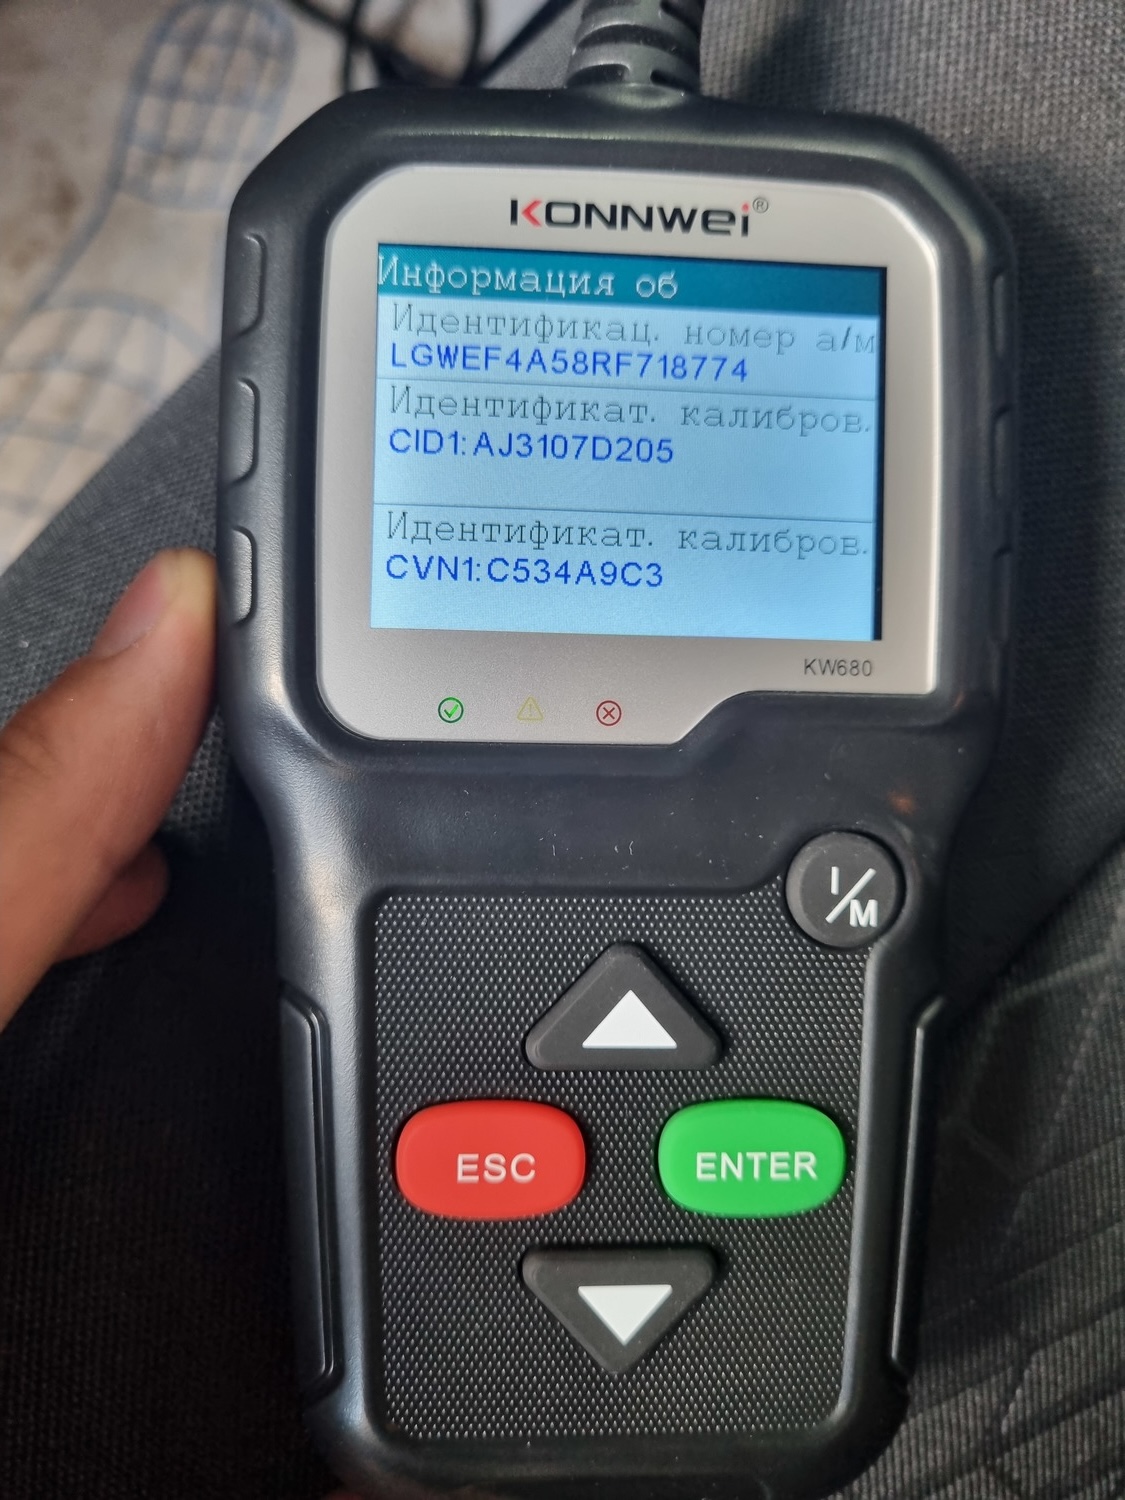 KONNWEI®
Информация об
Идентификац. номер а/м
LGWEF4A58RF718774
Идентификат. калибров.
CID1:AJ3107D205
Идентификат. калибров.
CVN1:C534A9C3
KW680
I/M
ESC
ENTER